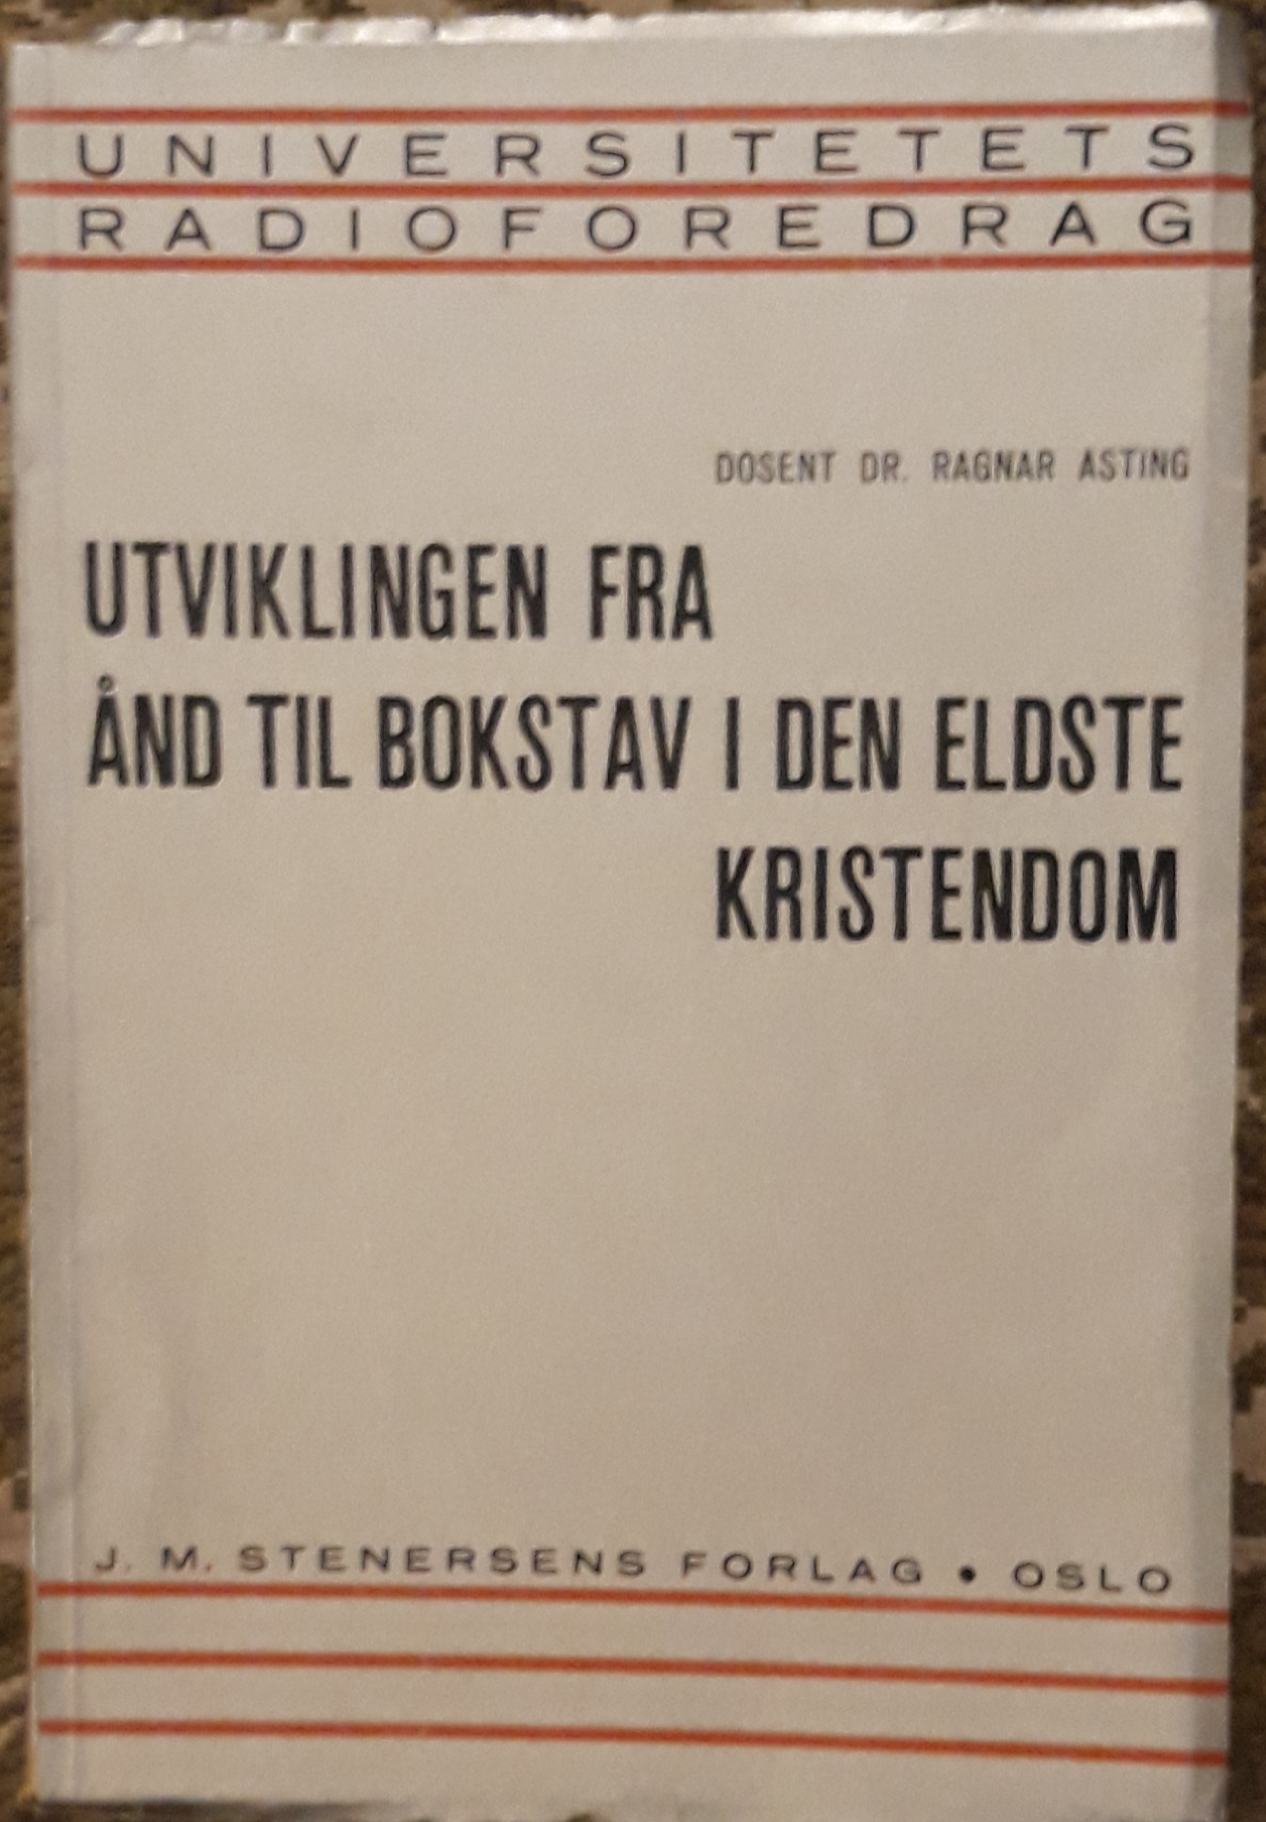 UNIVERSITETETS
RADIOFOREDRAG
DOSENT DR. RAGNAR ASTING
UTVIKLINGEN FRA
ÅND TIL BOKSTAV I DEN ELDSTE
KRISTENDOM
J. M. STENERSENS FORLAG • OSLO